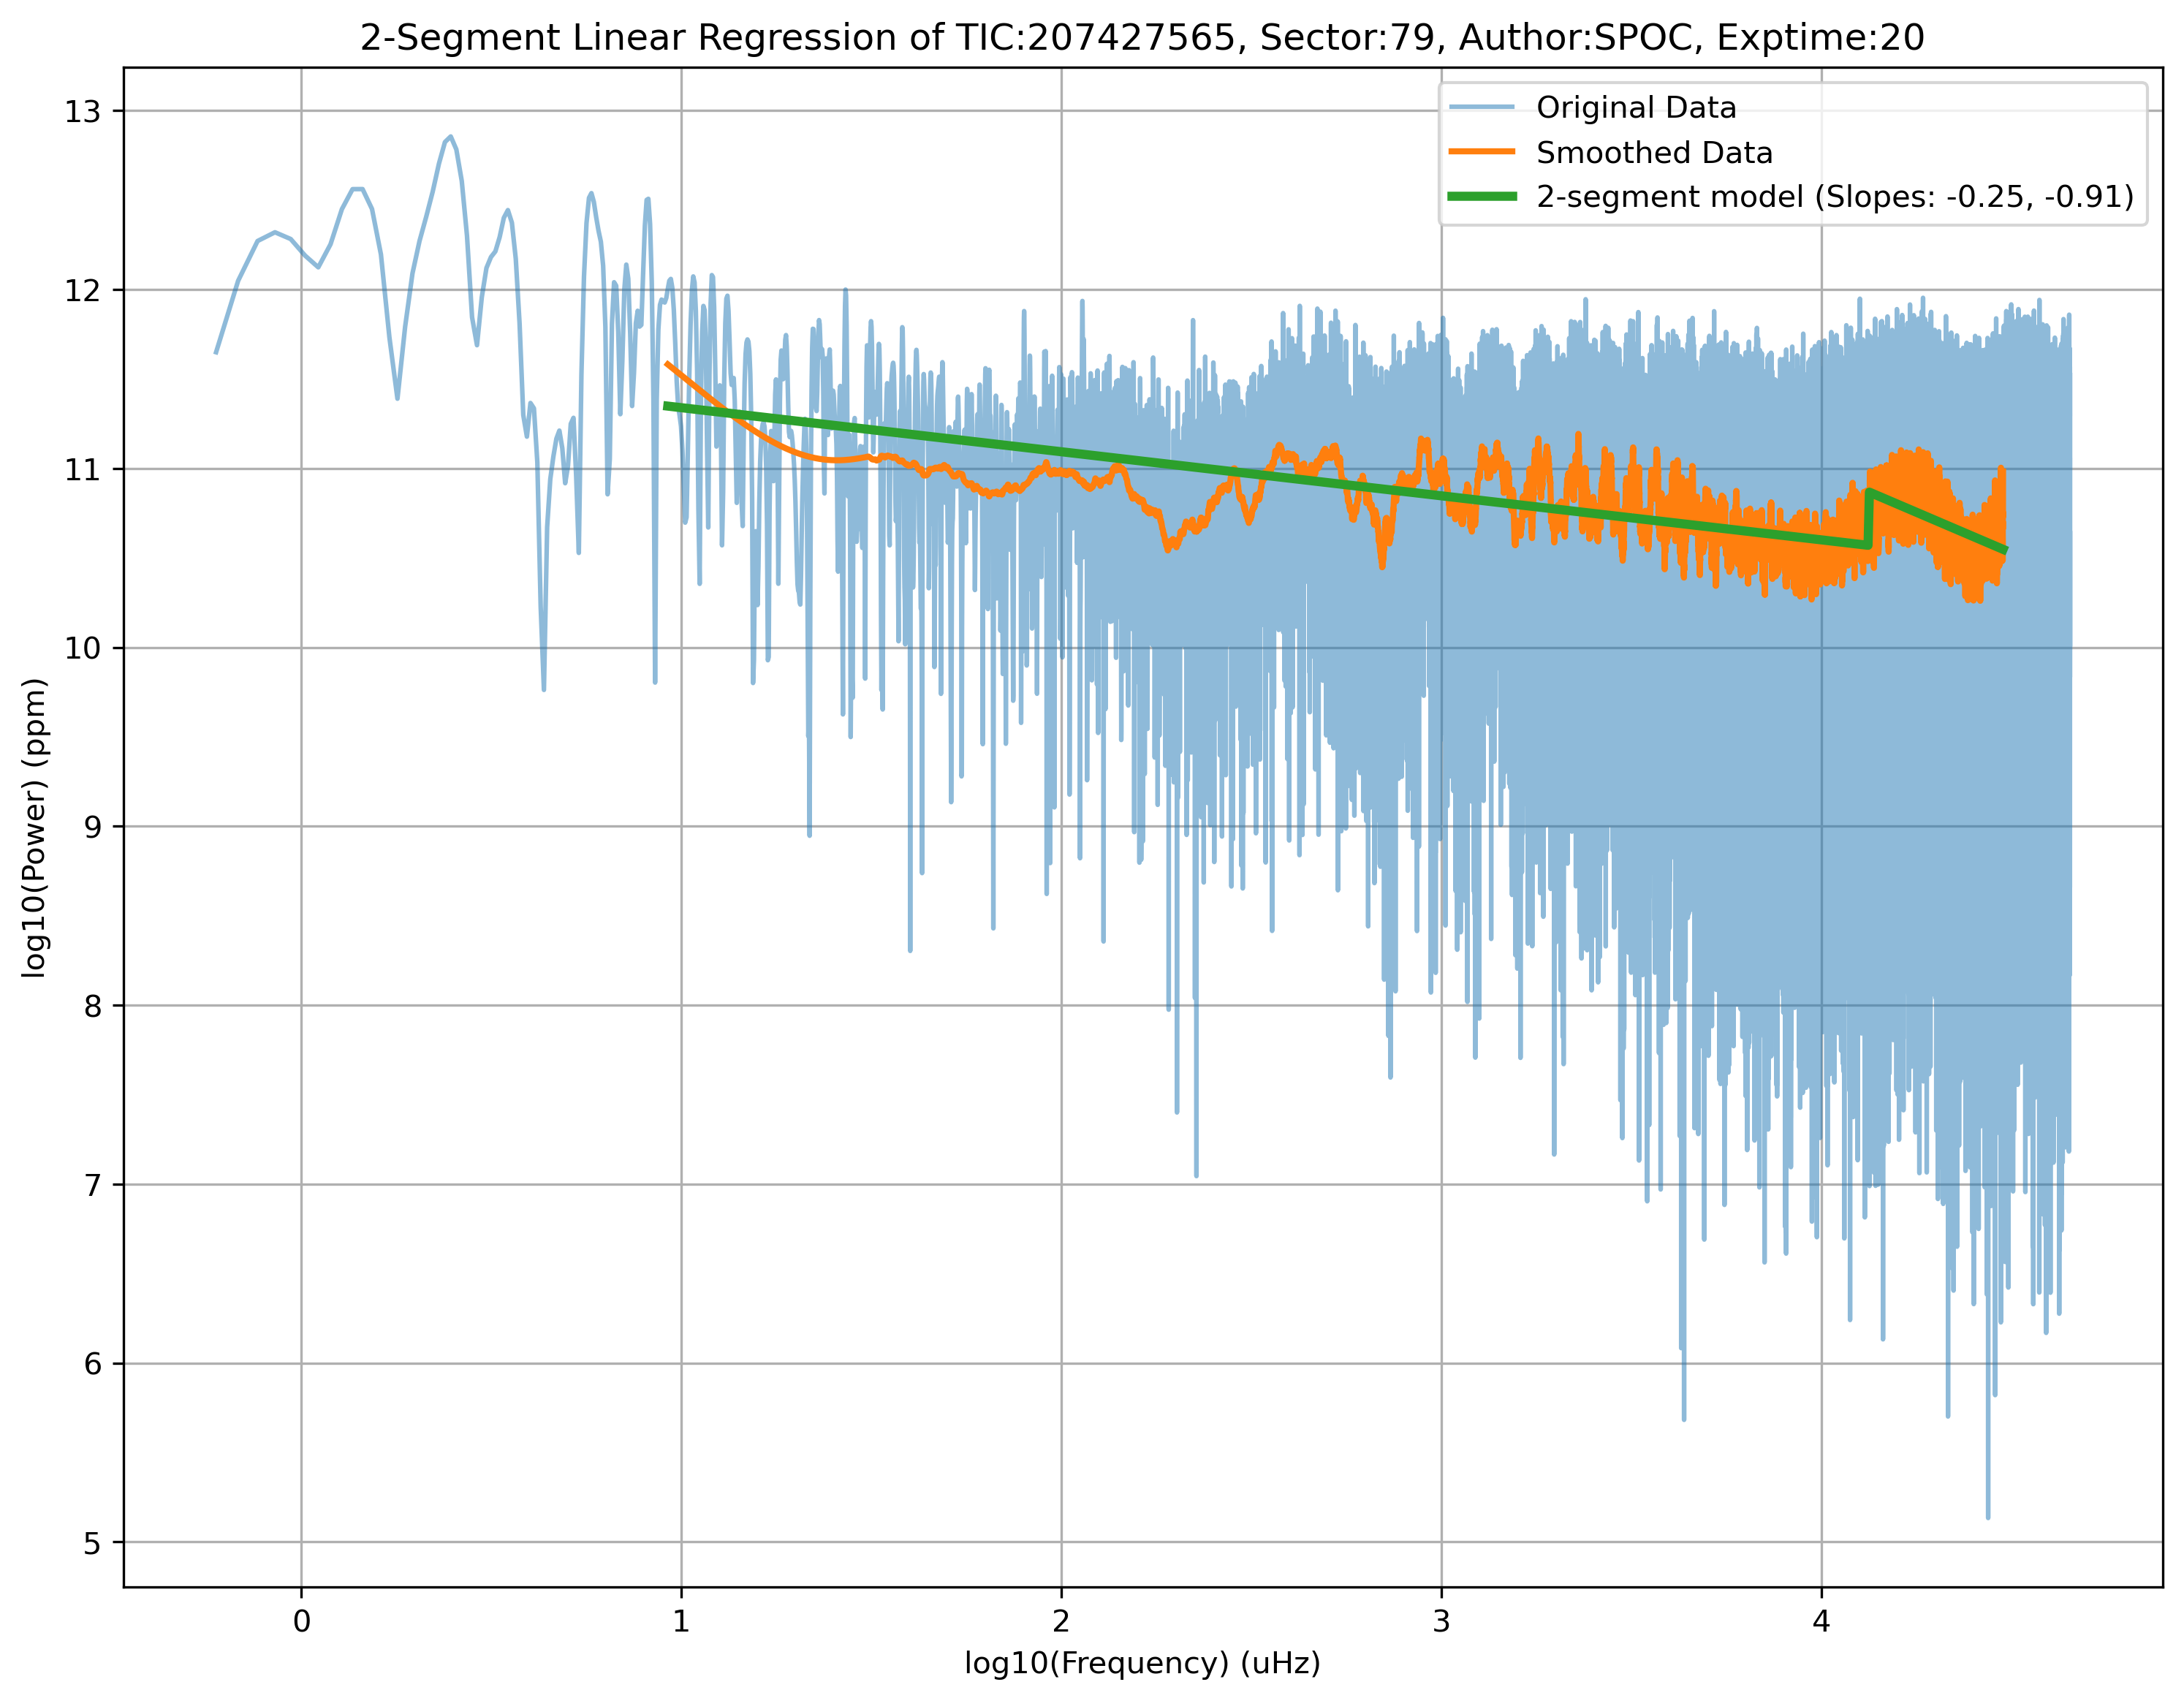 2-Segment Linear Regression of TIC:207427565, Sector:79, Author:SPOC, Exptime:20
Original Data
Smoothed Data
2-segment model (Slopes: -0.25, -0.91)
13
12
11
10
9
8
7
6
5
log10(Power) (ppm)
0 1 2 3 4
log10(Frequency) (uHz)